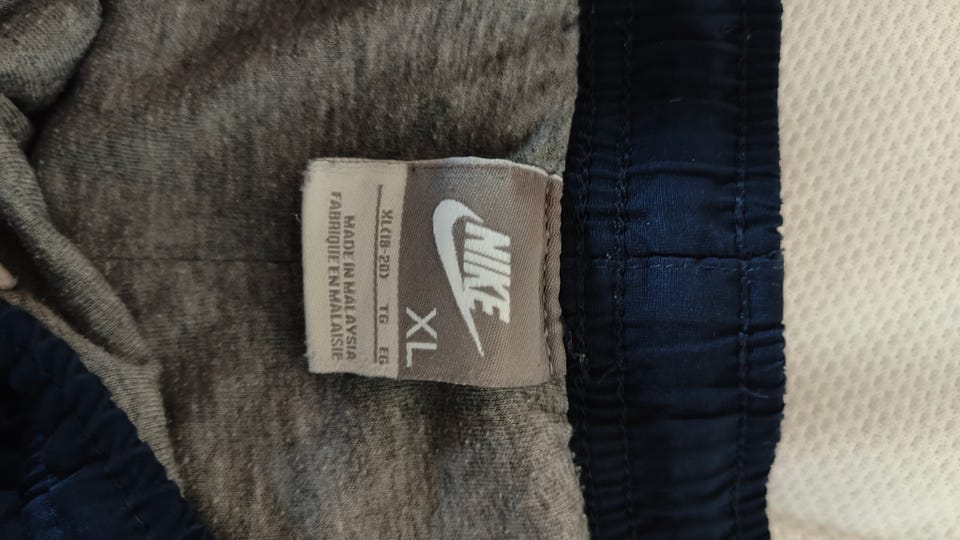 NIKE
XL
XL(18-20) TG EG
MADE IN MALAYSIA
FABRIQUE EN MALAISIE